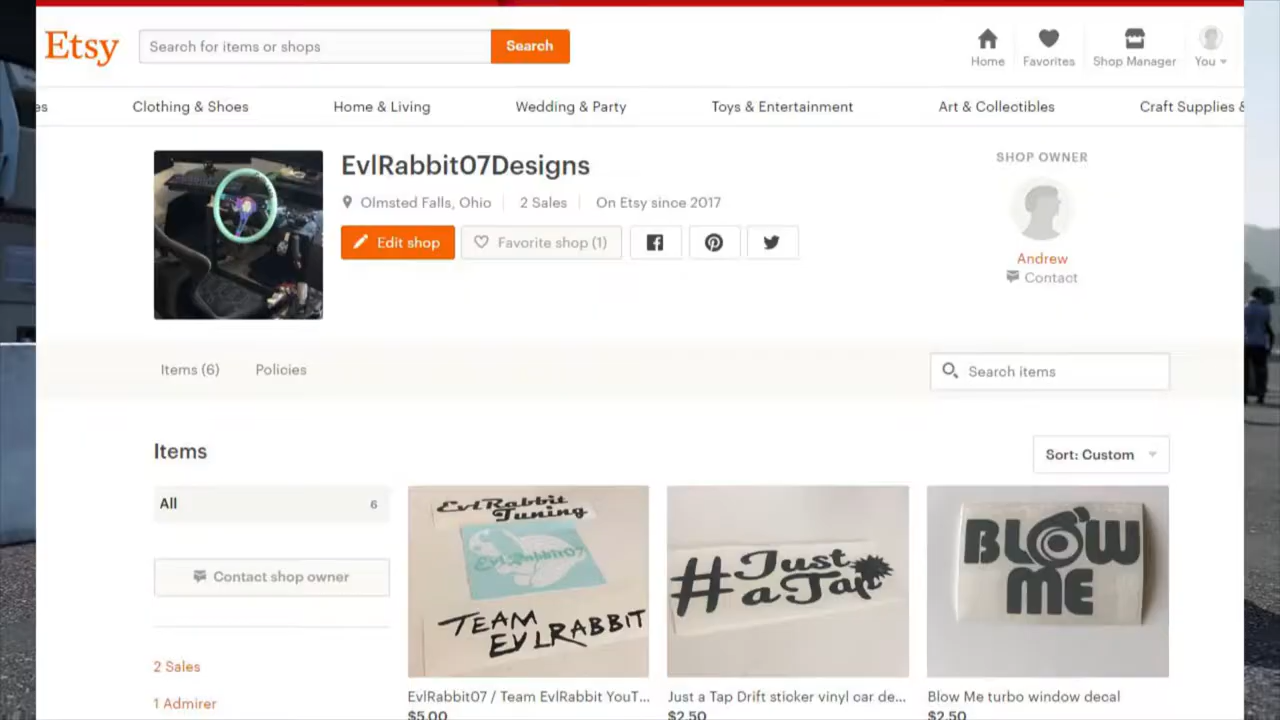 Etsy
Search for items or shops
Search
Home
Favorites
Shop Manager
You
es
Clothing & Shoes
Home & Living
Wedding & Party
Toys & Entertainment
Art & Collectibles
Craft Supplies &
EvlRabbit07Designs
Olmsted Falls, Ohio
2 Sales
On Etsy since 2017
Edit shop
Favorite shop (1)
SHOP OWNER
Andrew
Contact
Items (6)
Policies
Search items
Items
Sort: Custom
All
6
Contact shop owner
2 Sales
1 Admirer
EvlRabbit
Tuning
EvlRabbit07
TEAM
EVLRABBIT
#Just
a Tap
BLOW
ME
EvlRabbit07 / Team EvlRabbit YouT...
$5.00
Just a Tap Drift sticker vinyl car de...
$2.50
Blow Me turbo window decal
$2.50